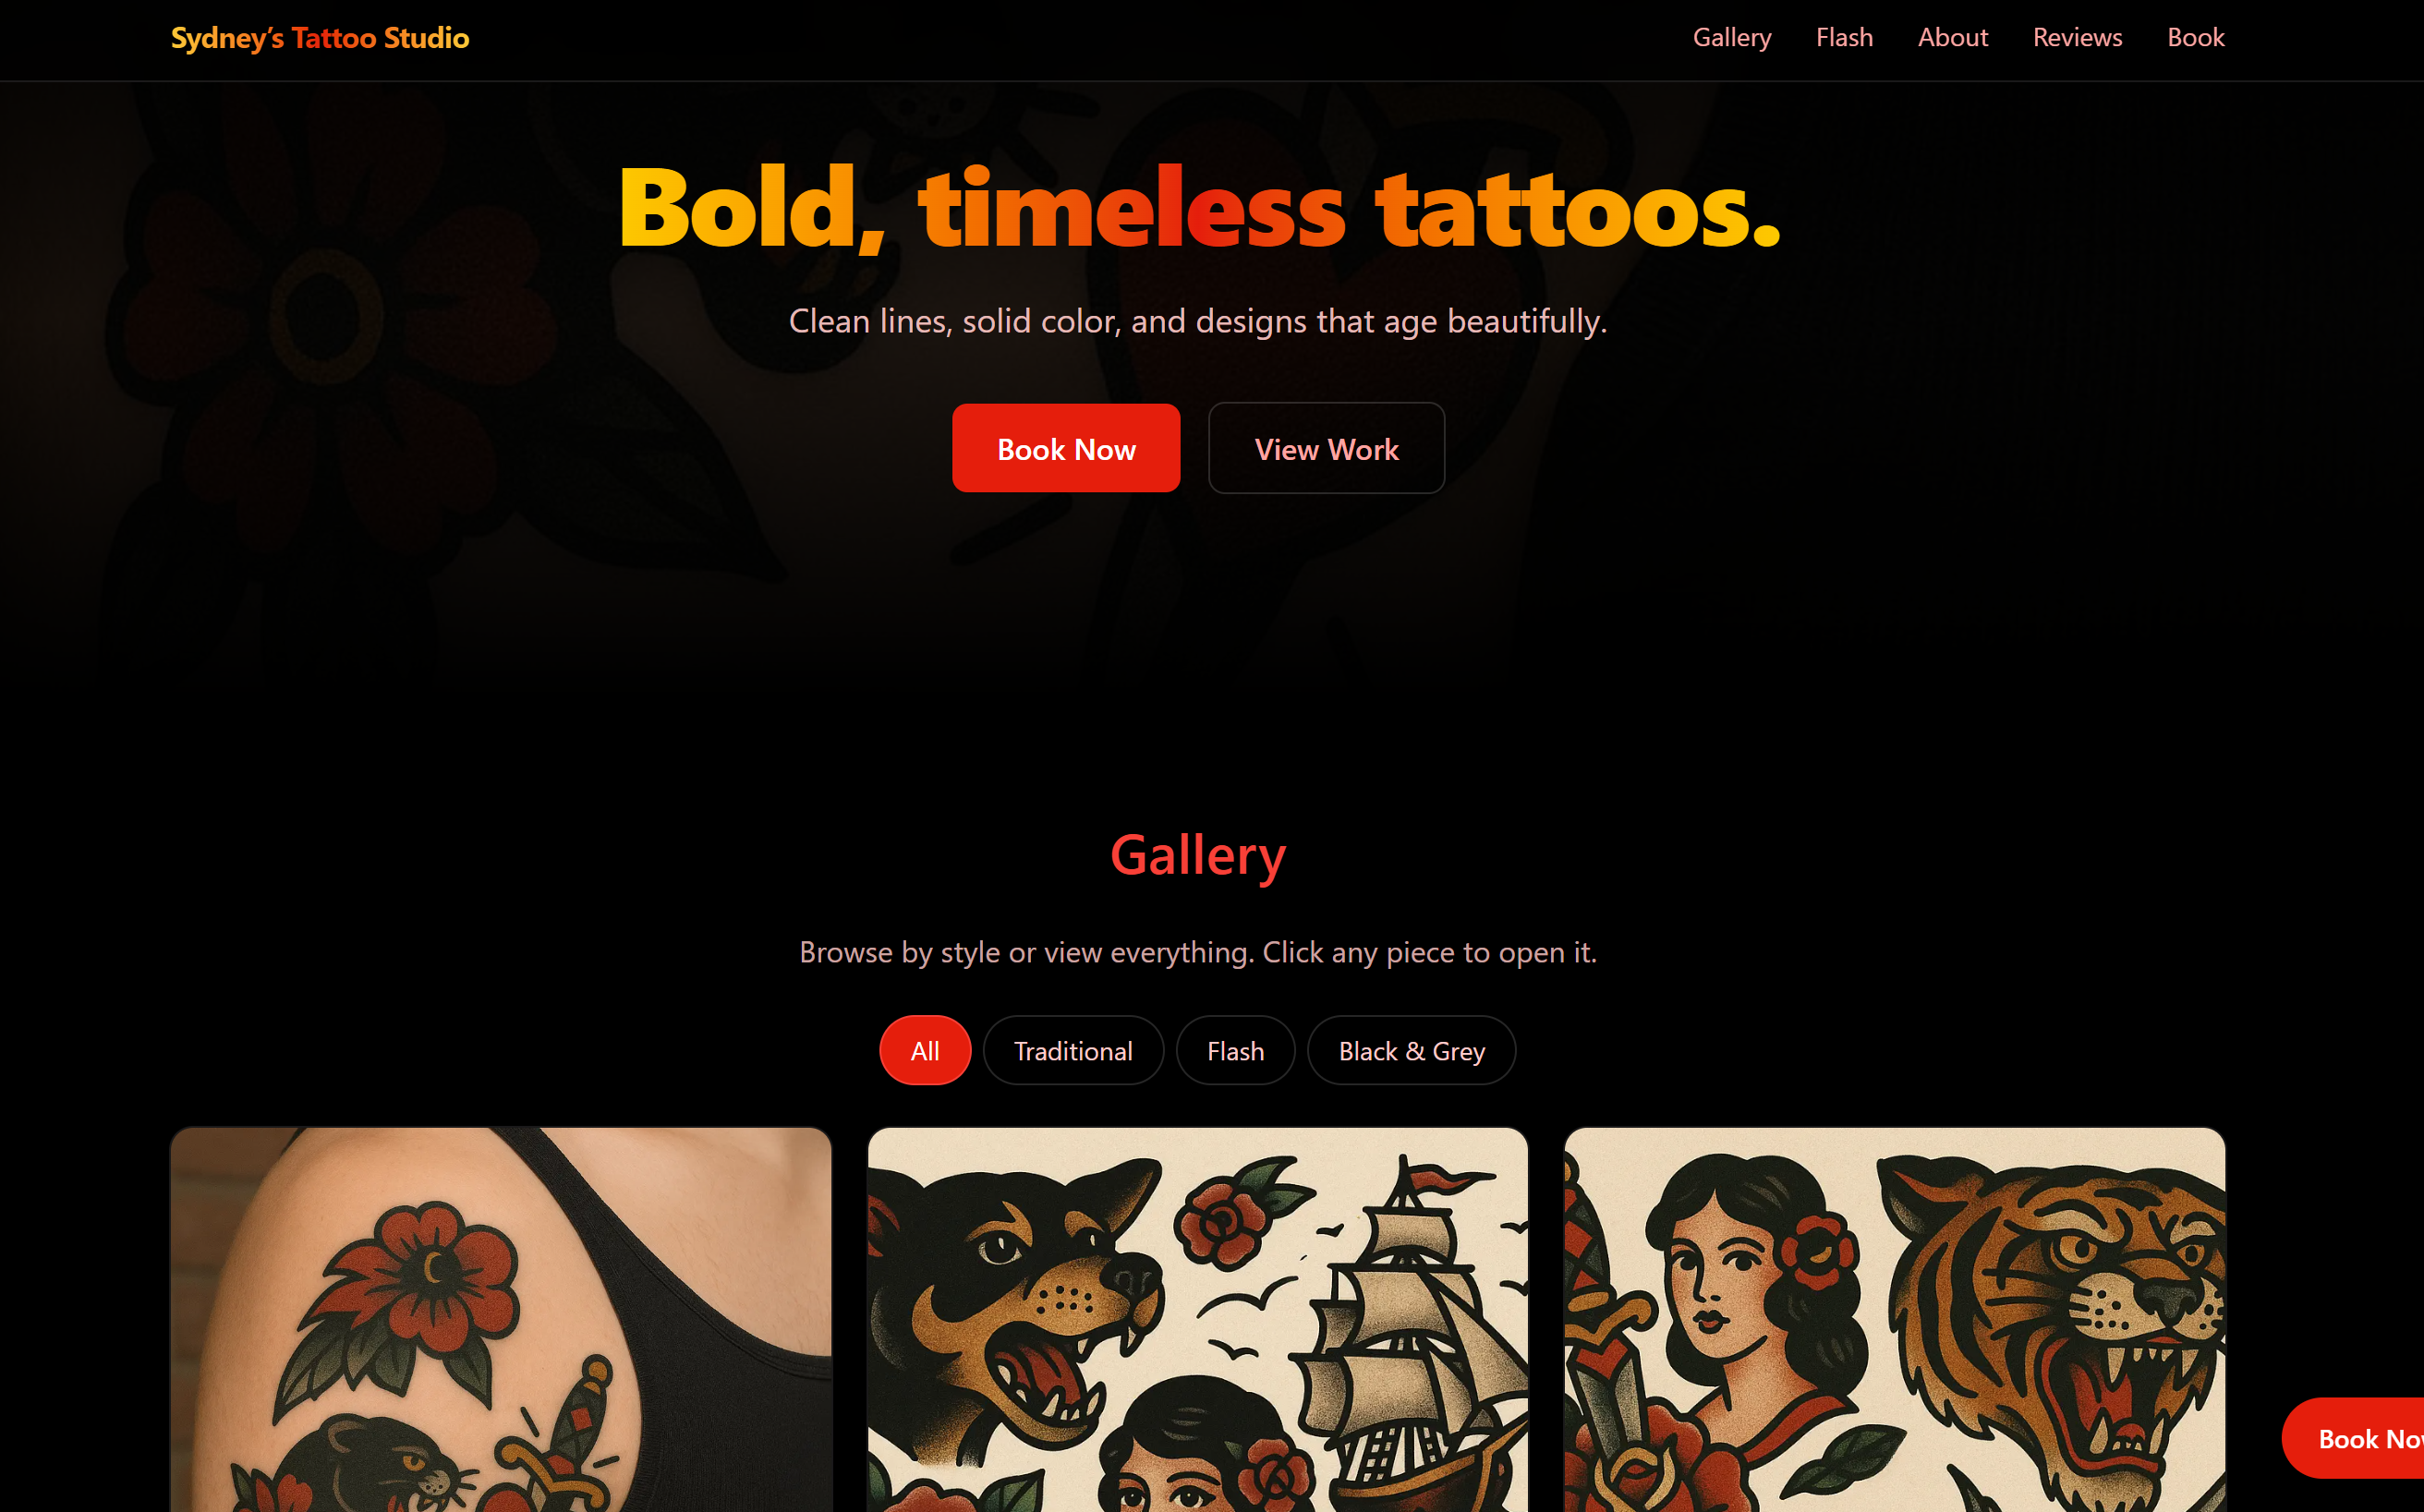 Sydney’s Tattoo Studio
Gallery Flash About Reviews Book
Bold, timeless tattoos.
Clean lines, solid color, and designs that age beautifully.
Book Now View Work
Gallery
Browse by style or view everything. Click any piece to open it.
All Traditional Flash Black & Grey
Book Now